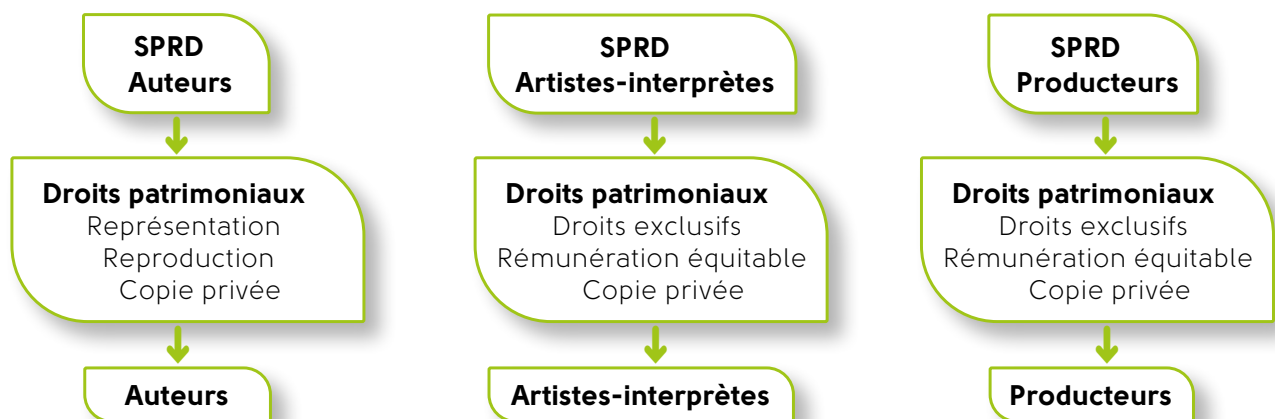 SPRD
Auteurs
Droits patrimoniaux
Représentation
Reproduction
Copie privée
Auteurs
SPRD
Artistes-interprètes
Droits patrimoniaux
Droits exclusifs
Rémunération équitable
Copie privée
Artistes-interprètes
SPRD
Producteurs
Droits patrimoniaux
Droits exclusifs
Rémunération équitable
Copie privée
Producteurs